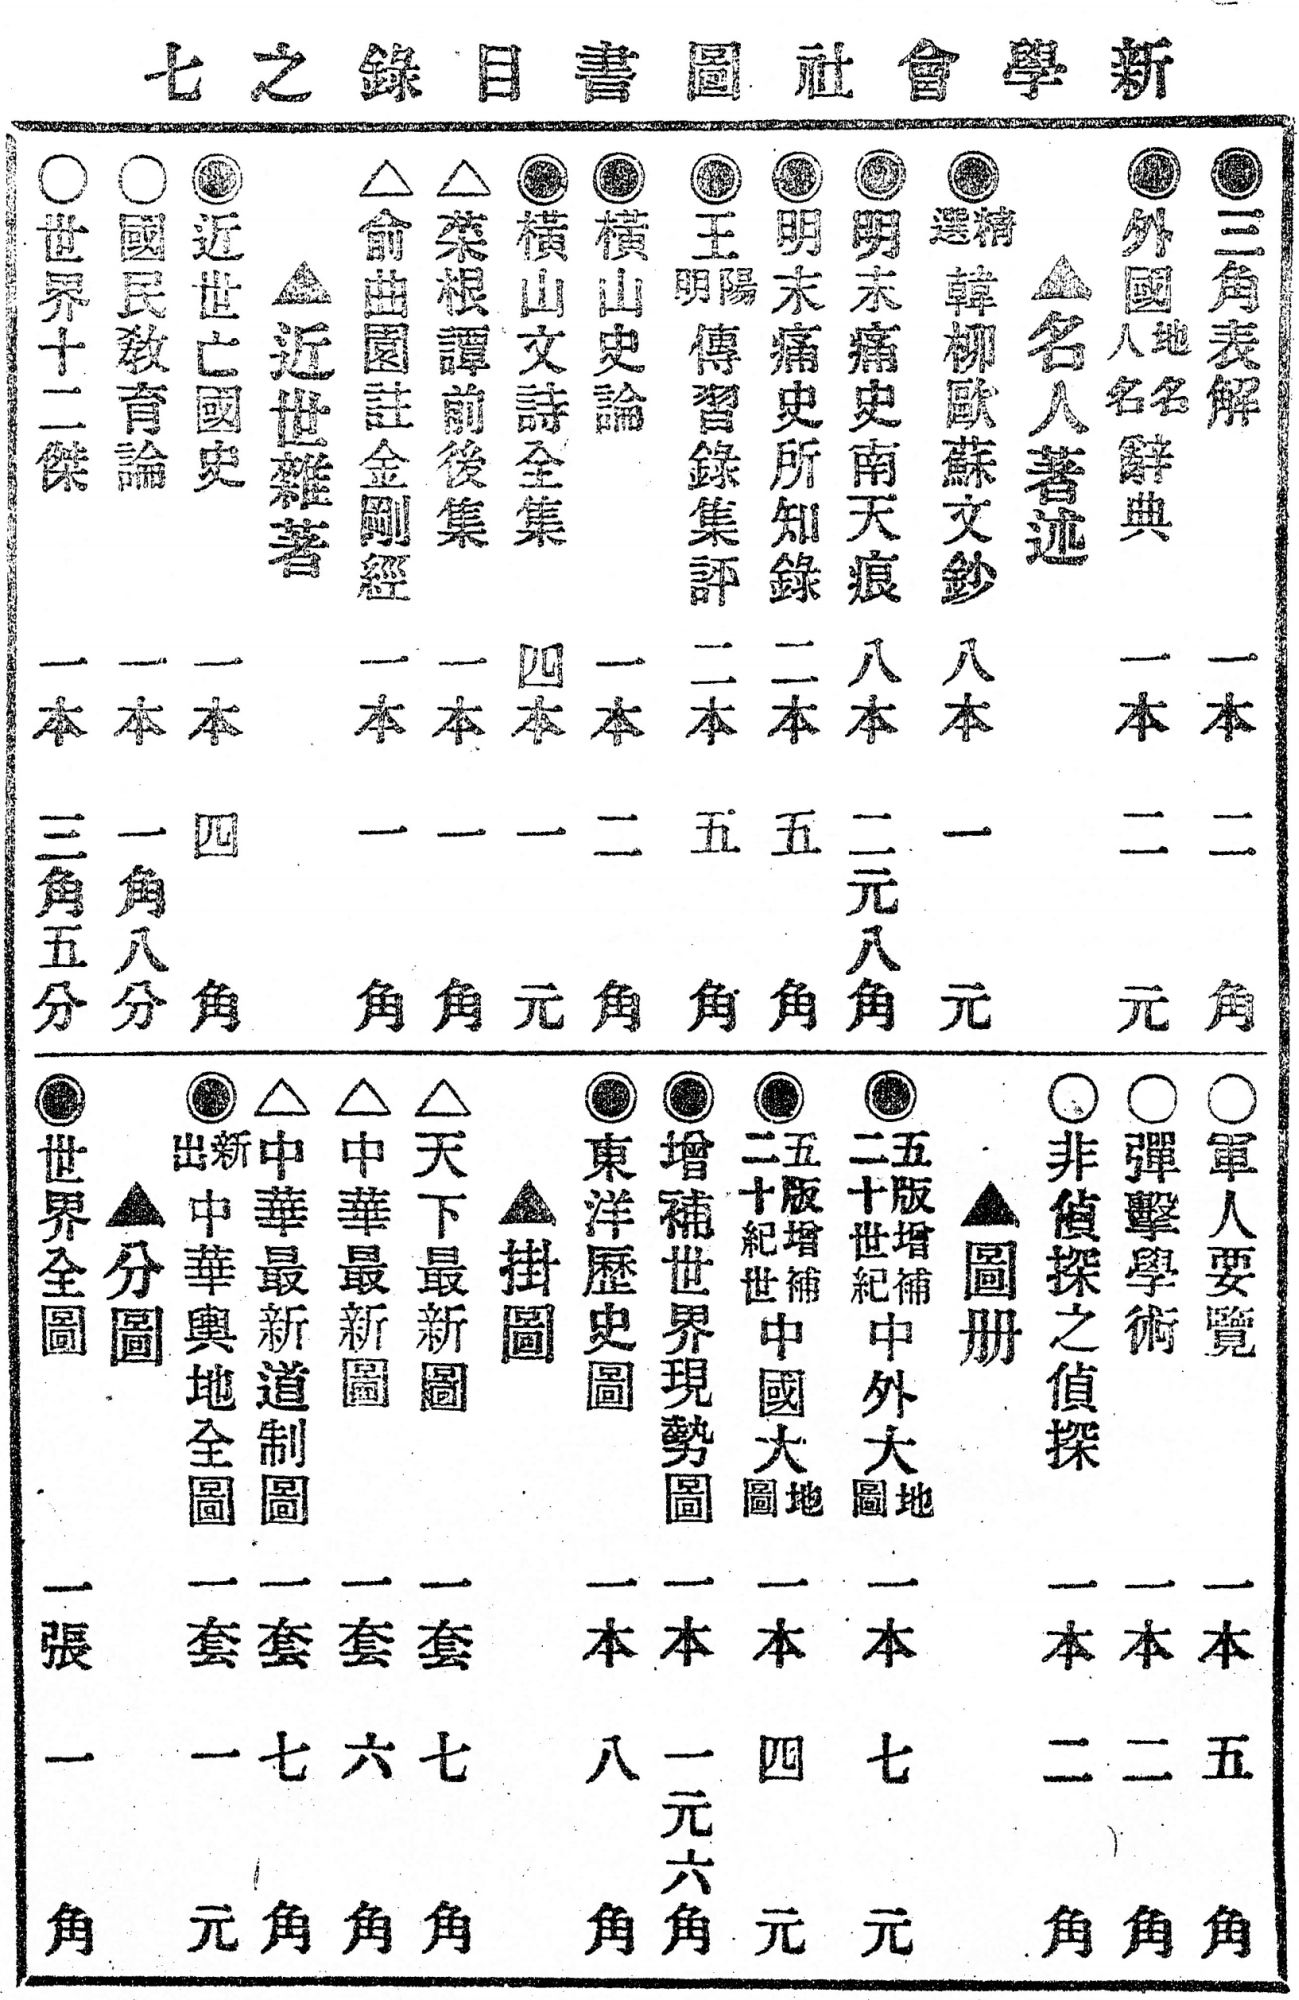 新學會社圖書目錄之七
◉三角表解 一本 二角
◉外國地名人名辭典 一本 二元
▲名人著述
◉精選韓柳歐蘇文鈔 八本 一元
◉明末痛史南天痕 八本 二元八角
◉明末痛史所知錄 二本 五角
◉王陽明傳習錄集評 二本 五角
◉橫山史論 一本 二角
◉橫山文詩全集 四本 一元
△菜根譚前後集 一本 一角
△俞曲園註金剛經 一本 一角
▲近世雜著
◉近世亡國史 一本 四角
○國民教育論 一本 一角八分
○世界十二傑 一本 三角五分
○軍人要覽 一本 五角
○彈擊學術 一本 二角
○非偵探之偵探 一本 二角
▲圖册
◉五版增補二十世紀中外大地圖 一本 七元
◉五版增補二十紀世中國大地圖 一本 四元
◉增補世界現勢圖 一本 一元六角
◉東洋歷史圖 一本 八角
▲掛圖
△天下最新圖 一套 七角
△中華最新圖 一套 六角
△中華最新道制圖 一套 七角
◉新出中華輿地全圖 一套 一元
▲分圖
◉世界全圖 一張 一角